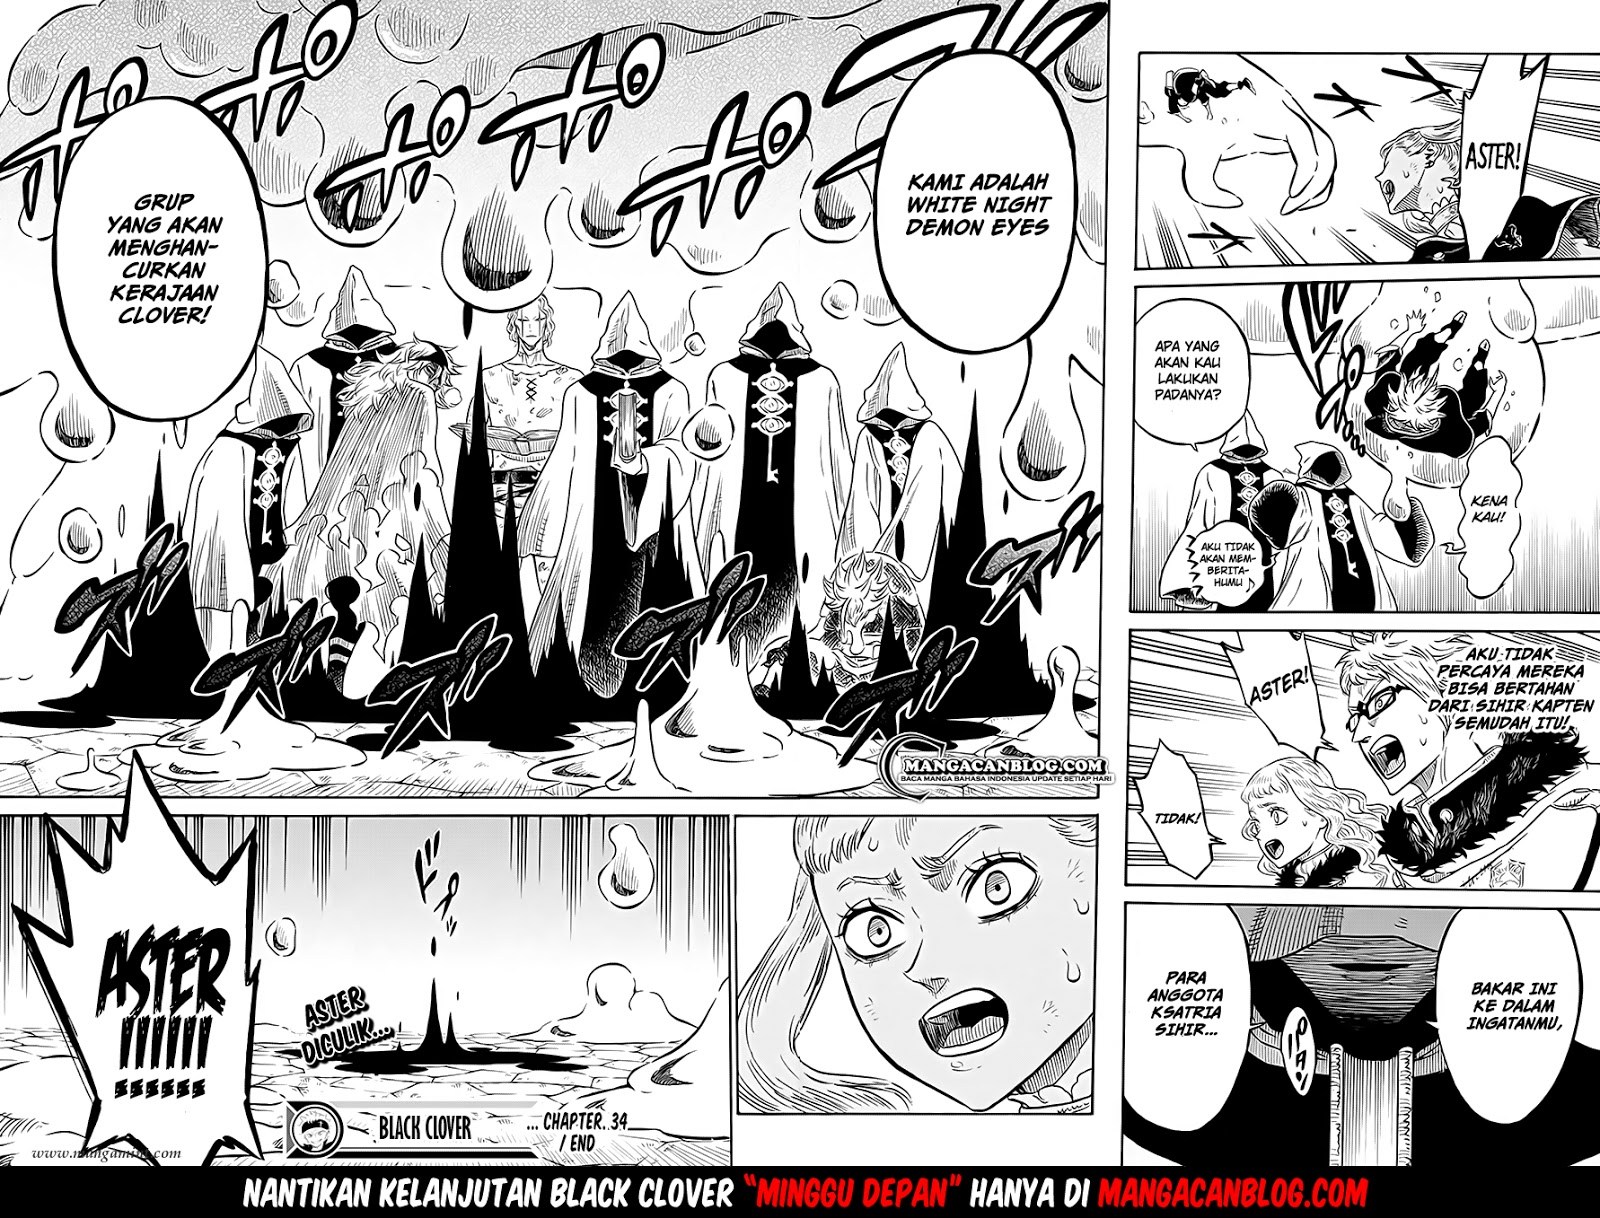 ASTER!
APA YANG
AKAN KAU
LAKUKAN
PADANYA?
KENA
KAU!
AKU TIDAK
AKAN MEM-
BERITA-
HUMU ♪
AKU TIDAK
PERCAYA MEREKA
BISA BERTAHAN
DARI SIHIR KAPTEN
SEMUDAH ITU!
ASTER!
TIDAK!
BAKAR INI
KE DALAM
INGATANMU,
PARA
ANGGOTA
KSATRIA
SIHIR...
KAMI ADALAH
WHITE NIGHT
DEMON EYES
GRUP
YANG AKAN
MENGHAN-
CURKAN
KERAJAAN
CLOVER!
MANGACANBLOG.COM
BACA MANGA BAHASA INDONESIA UPDATE SETIAP HARI
ASTER
!!!!!!
ASTER
DICULIK....
BLACK CLOVER
... CHAPTER. 34
/ END
NANTIKAN KELANJUTAN BLACK CLOVER "MINGGU DEPAN" HANYA DI MANGACANBLOG.COM